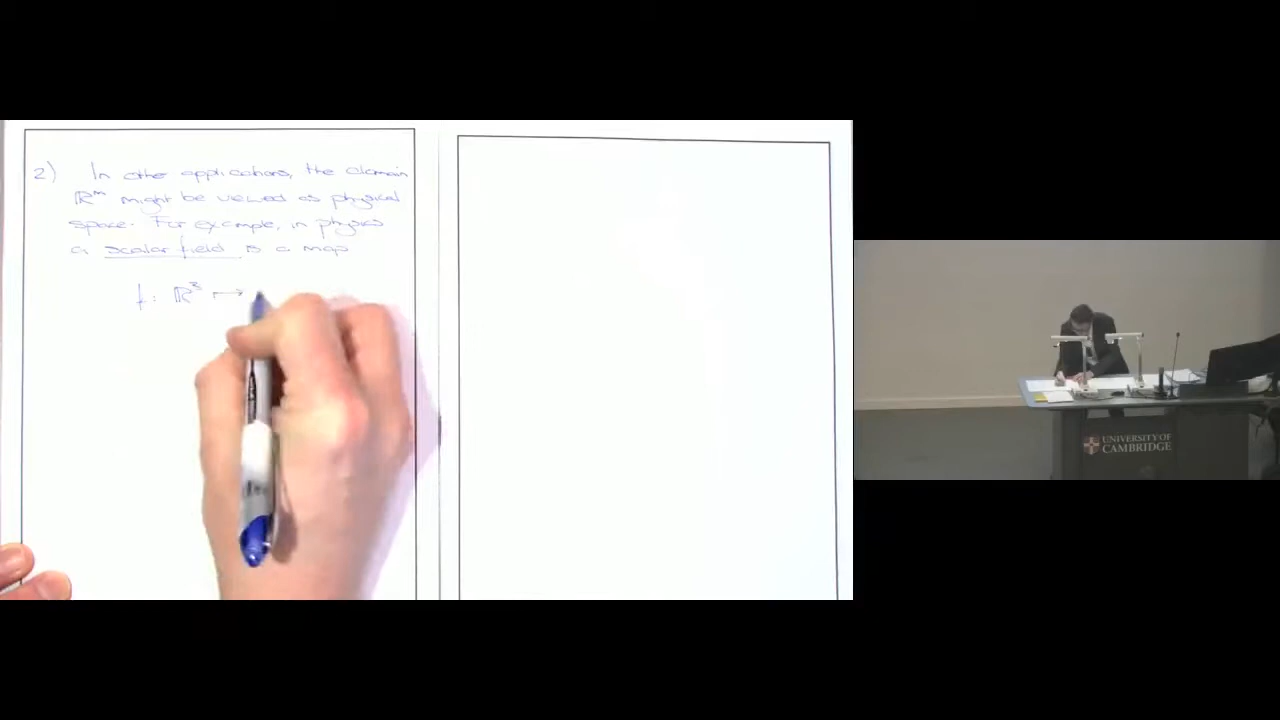 2) In other applications, the domain
ℝᵐ might be viewed as physical
space. For example, in physics
a scalar field is a map
f: ℝ³ ↦
UNIVERSITY OF
CAMBRIDGE